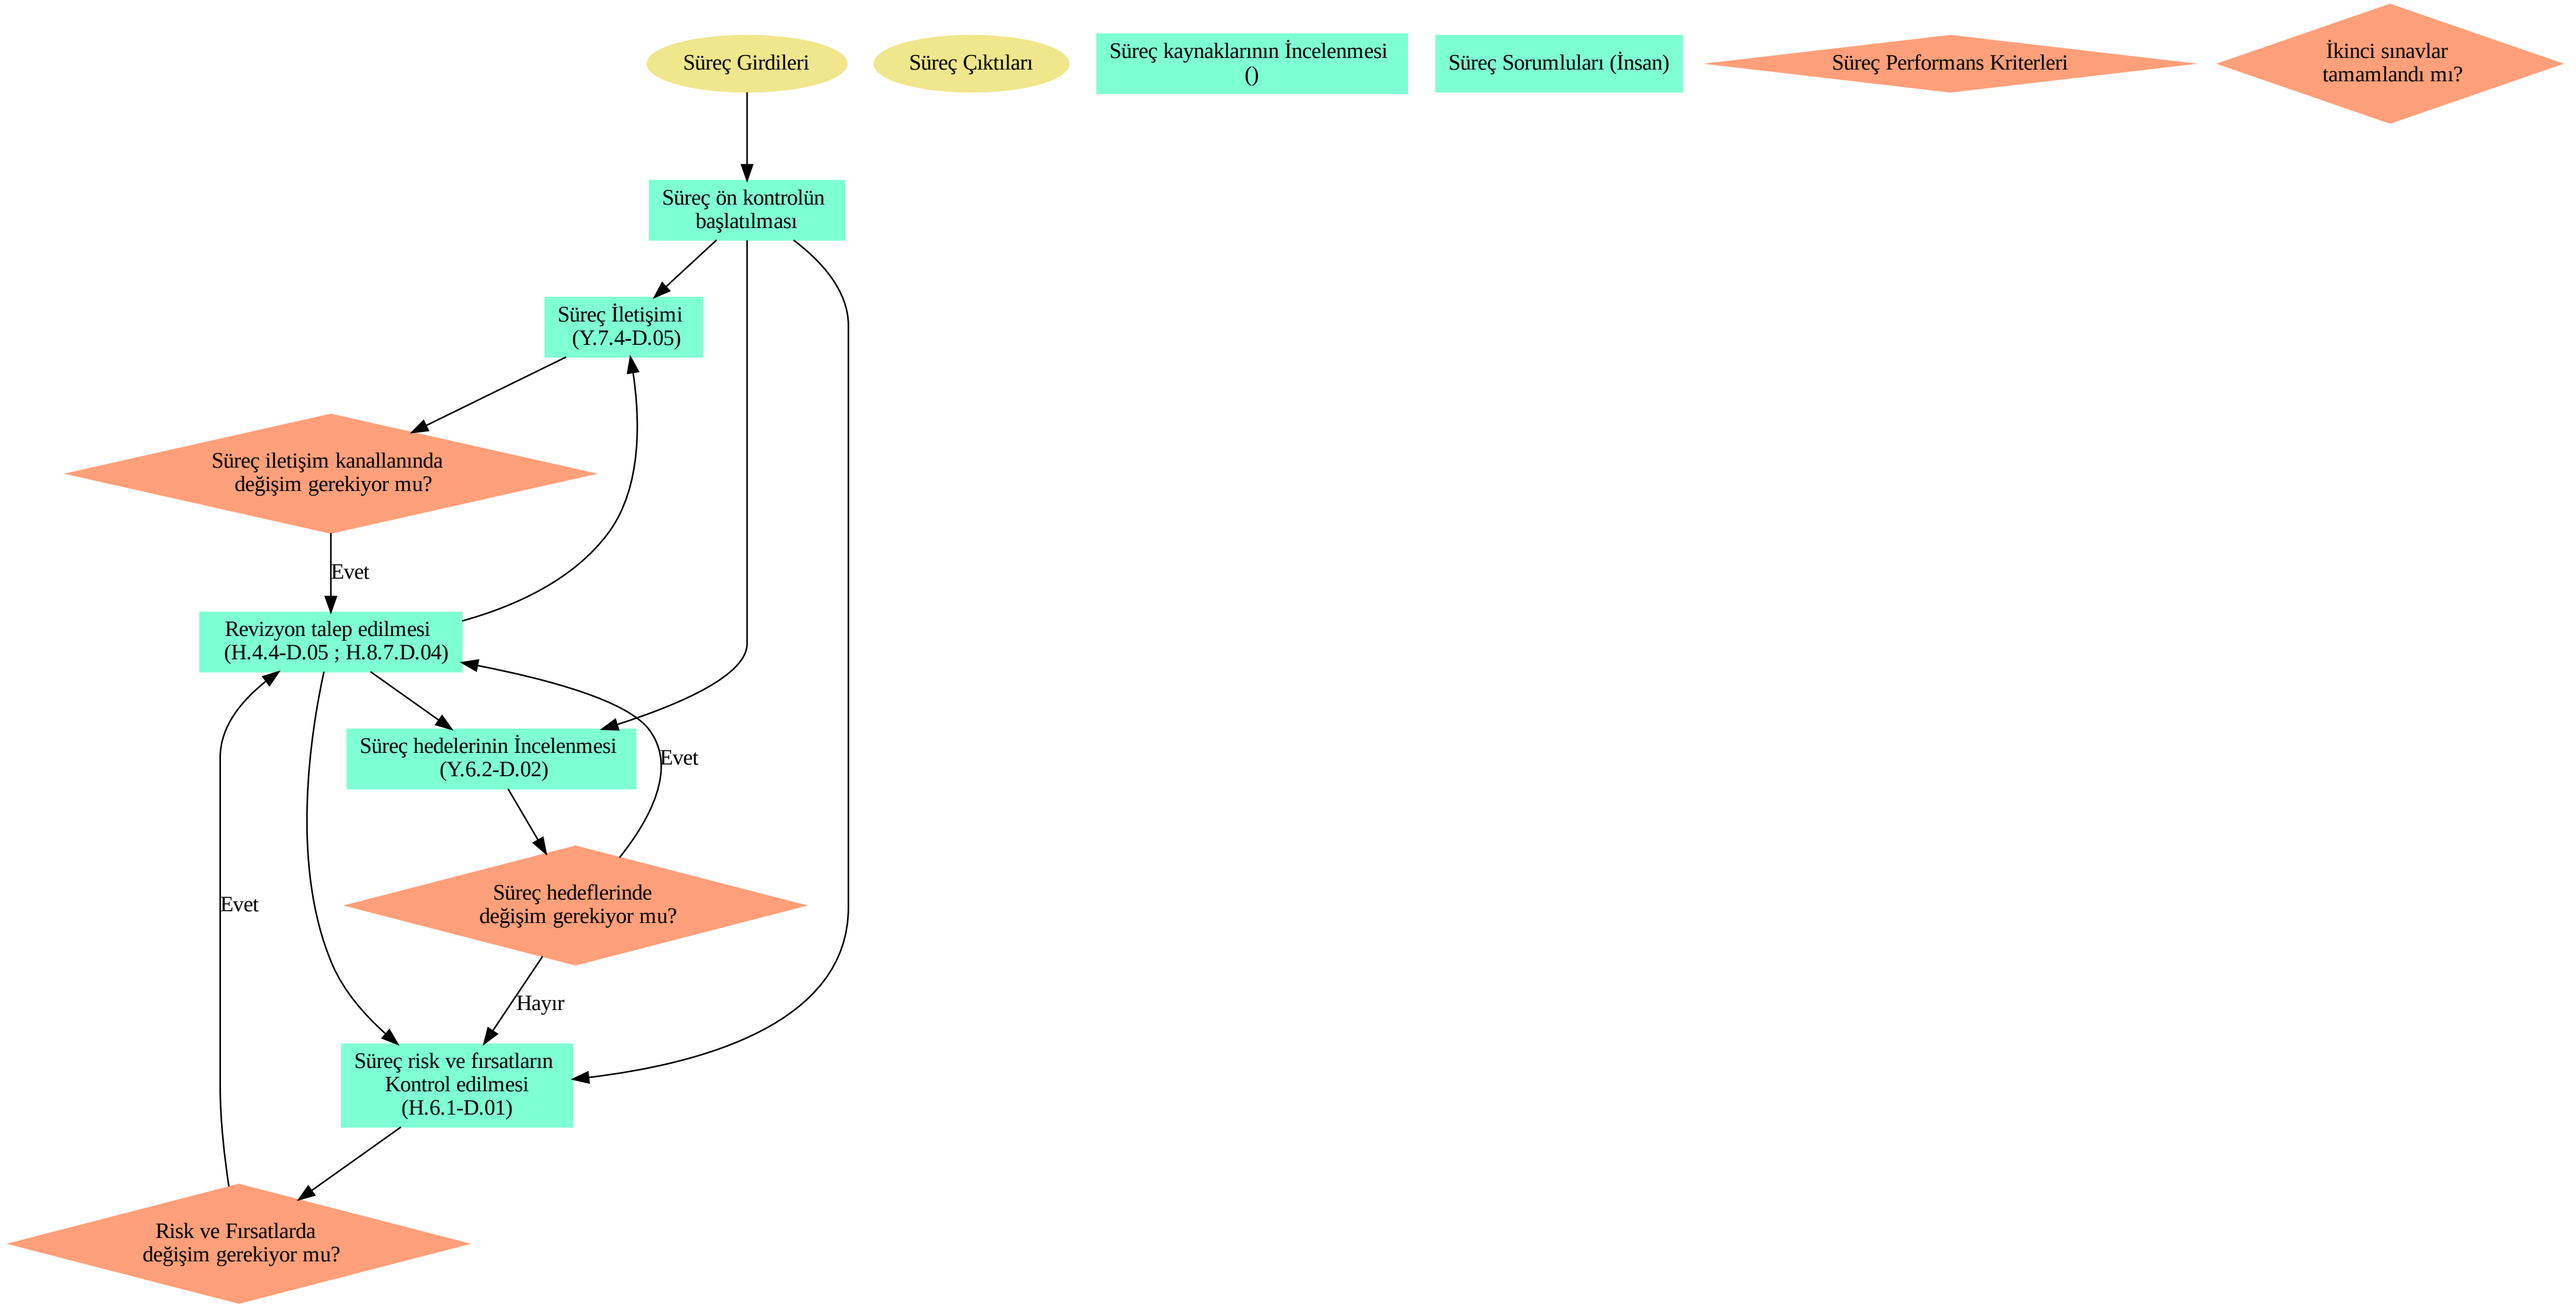 Süreç Girdileri
Süreç Çıktıları
Süreç kaynaklarının İncelenmesi
()
Süreç Sorumluları (İnsan)
Süreç Performans Kriterleri
İkinci sınavlar
tamamlandı mı?
Süreç ön kontrolün
başlatılması
Süreç İletişimi
(Y.7.4-D.05)
Süreç iletişim kanallanında
değişim gerekiyor mu?
Evet
Revizyon talep edilmesi
(H.4.4-D.05 ; H.8.7.D.04)
Süreç hedelerinin İncelenmesi
(Y.6.2-D.02)
Evet
Süreç hedeflerinde
değişim gerekiyor mu?
Evet
Hayır
Süreç risk ve fırsatların
Kontrol edilmesi
(H.6.1-D.01)
Risk ve Fırsatlarda
değişim gerekiyor mu?